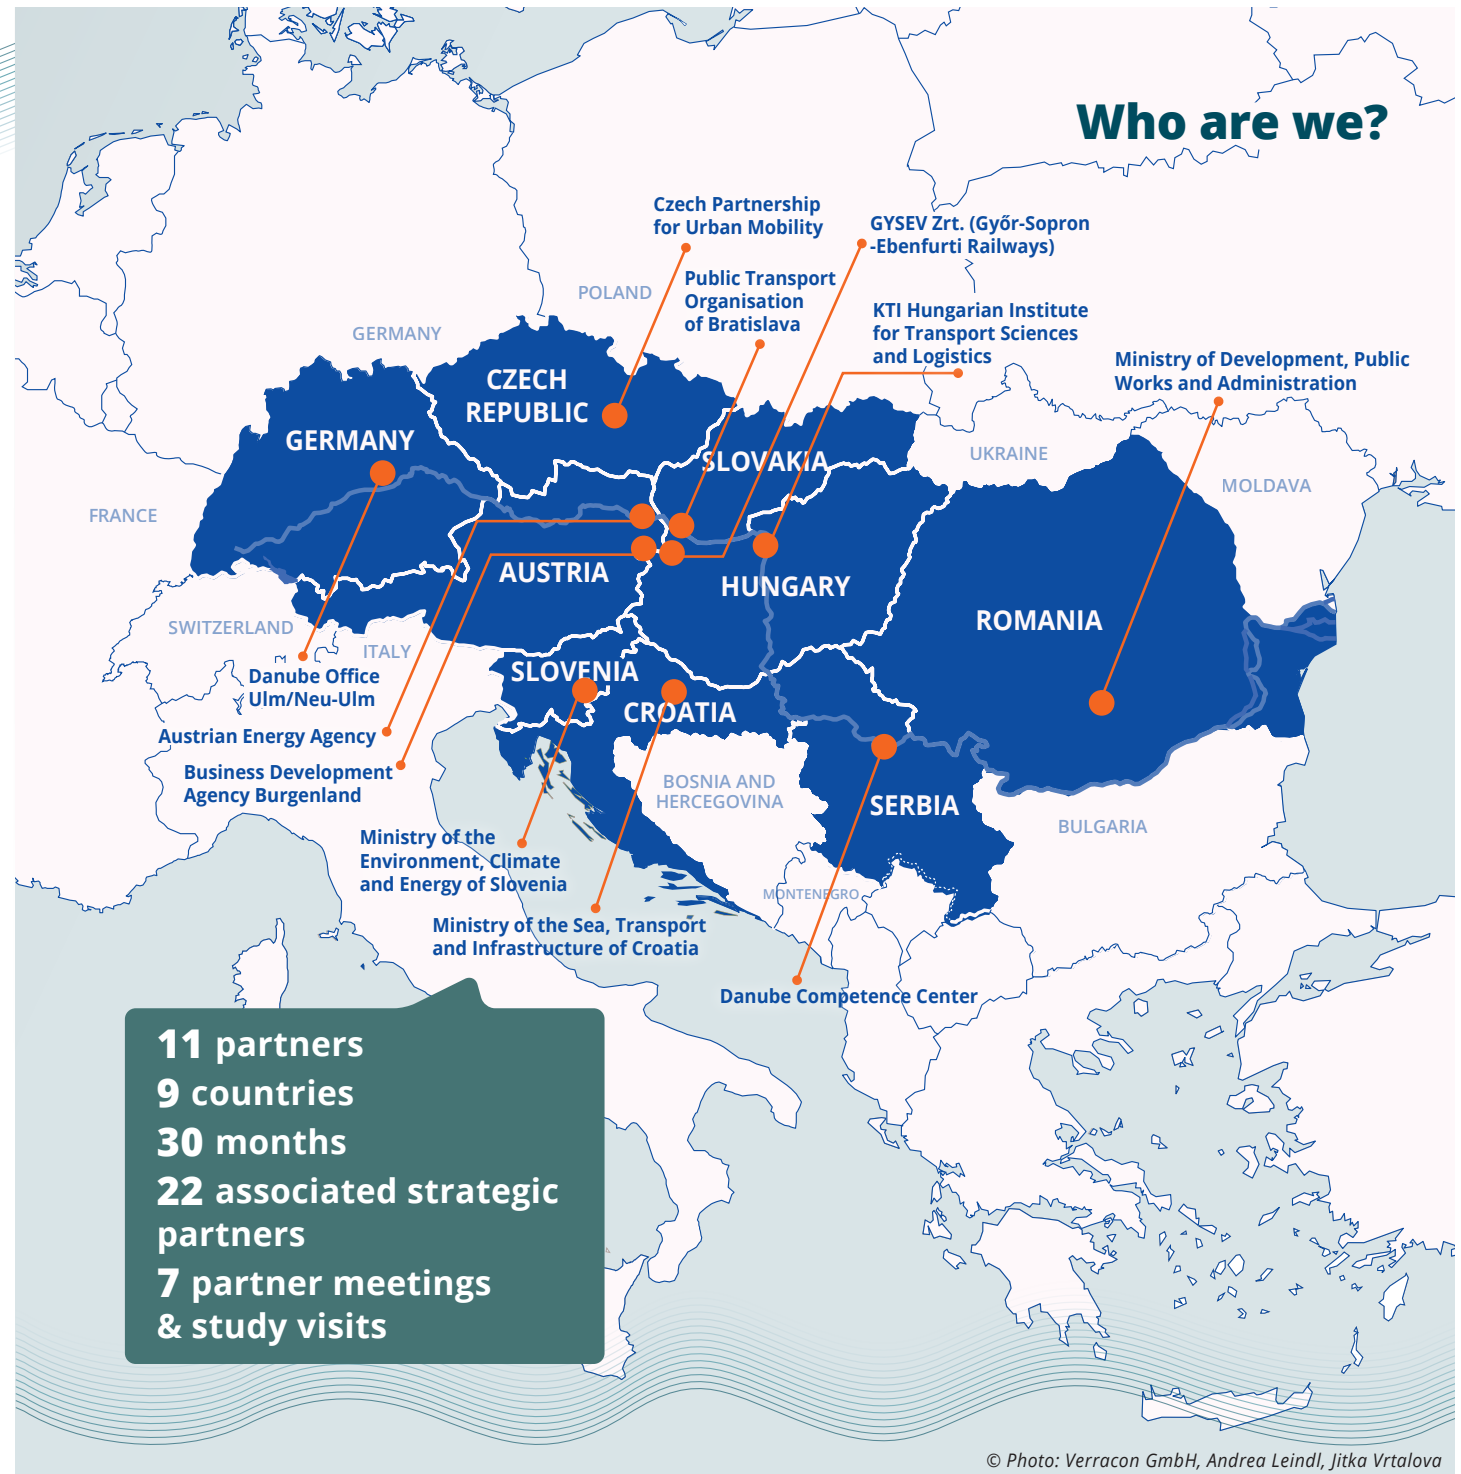 Who are we?
Czech Partnership
for Urban Mobility
GYSEV Zrt. (Győr-Sopron
-Ebenfurti Railways)
Public Transport
Organisation
of Bratislava
POLAND
KTI Hungarian Institute
for Transport Sciences
and Logistics
GERMANY
Ministry of Development, Public
Works and Administration
CZECH
REPUBLIC
GERMANY
SLOVAKIA
UKRAINE
MOLDAVA
FRANCE
AUSTRIA
HUNGARY
ROMANIA
SWITZERLAND
ITALY
Danube Office
Ulm/Neu-Ulm
SLOVENIA
CROATIA
Austrian Energy Agency
Business Development
Agency Burgenland
BOSNIA AND
HERCEGOVINA
SERBIA
BULGARIA
Ministry of the
Environment, Climate
and Energy of Slovenia
MONTENEGRO
Ministry of the Sea, Transport
and Infrastructure of Croatia
Danube Competence Center
11 partners
9 countries
30 months
22 associated strategic
partners
7 partner meetings
& study visits
© Photo: Verracon GmbH, Andrea Leindl, Jitka Vrtalova